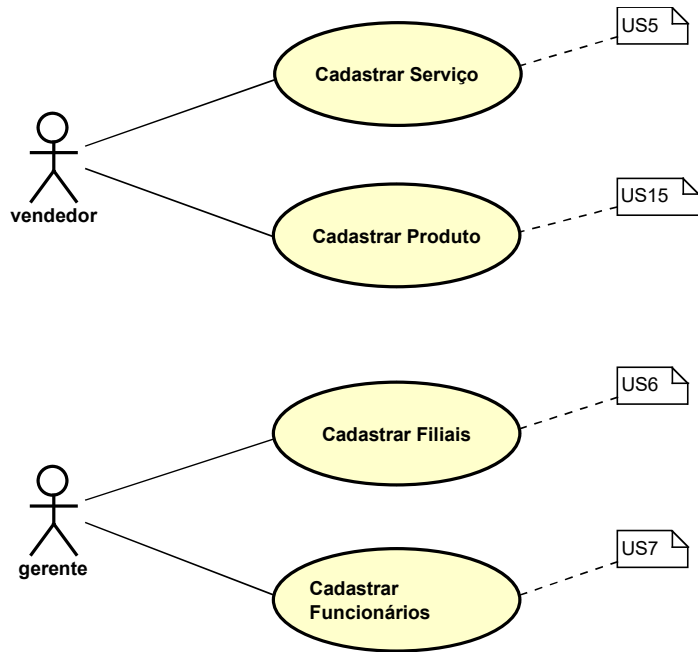 US5
Cadastrar Serviço
vendedor
US15
Cadastrar Produto
US6
Cadastrar Filiais
gerente
US7
Cadastrar
Funcionários